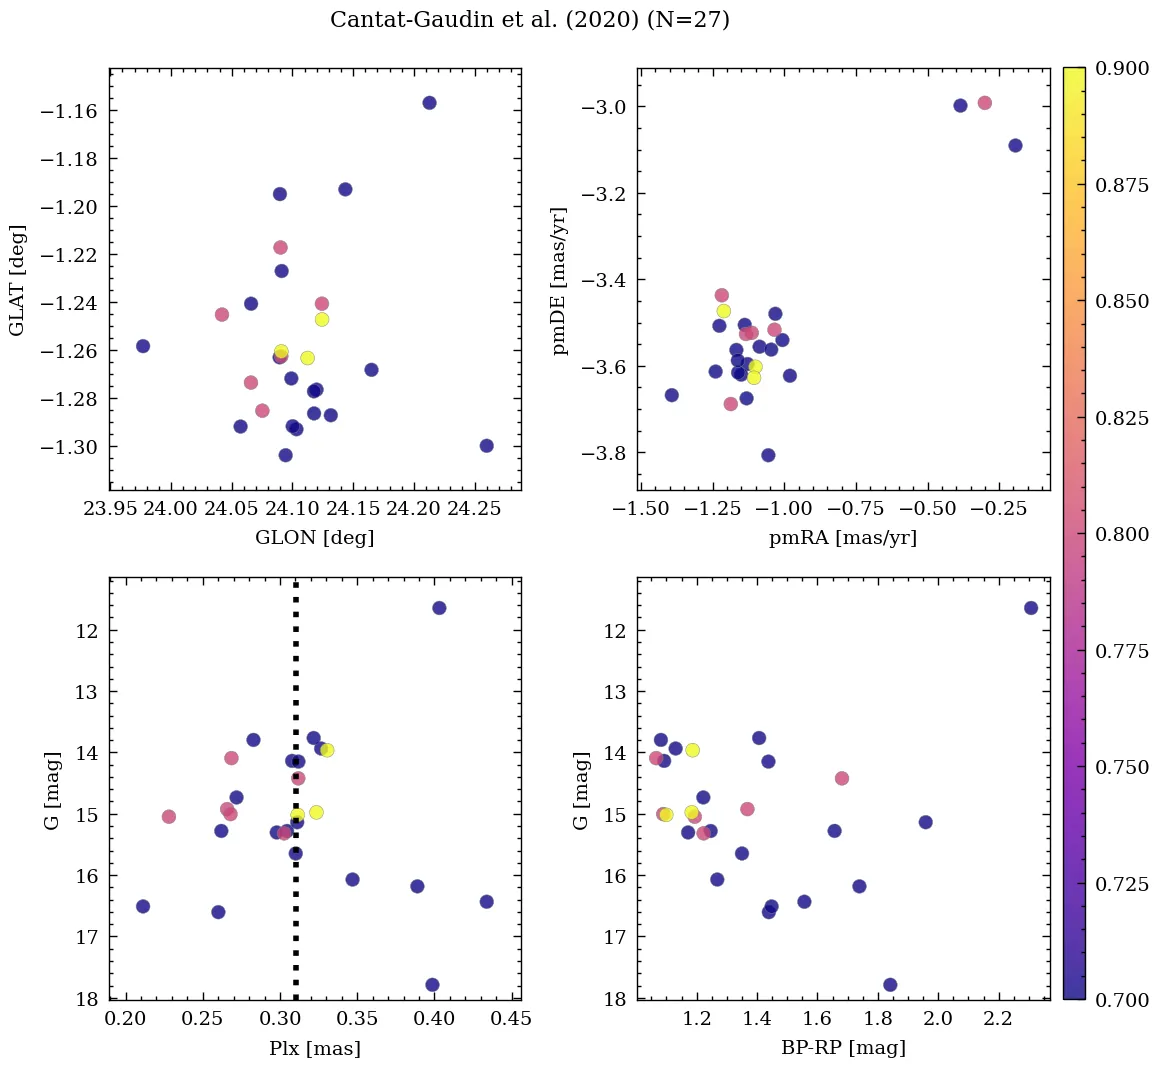 Cantat-Gaudin et al. (2020) (N=27)
−1.16
−1.18
−1.20
−1.22
−1.24
−1.26
−1.28
−1.30
GLAT [deg]
23.95 24.00 24.05 24.10 24.15 24.20 24.25
GLON [deg]
−3.0
−3.2
−3.4
−3.6
−3.8
pmDE [mas/yr]
−1.50 −1.25 −1.00 −0.75 −0.50 −0.25
pmRA [mas/yr]
12
13
14
15
16
17
18
G [mag]
0.20 0.25 0.30 0.35 0.40 0.45
Plx [mas]
12
13
14
15
16
17
18
G [mag]
1.2 1.4 1.6 1.8 2.0 2.2
BP-RP [mag]
0.900
0.875
0.850
0.825
0.800
0.775
0.750
0.725
0.700